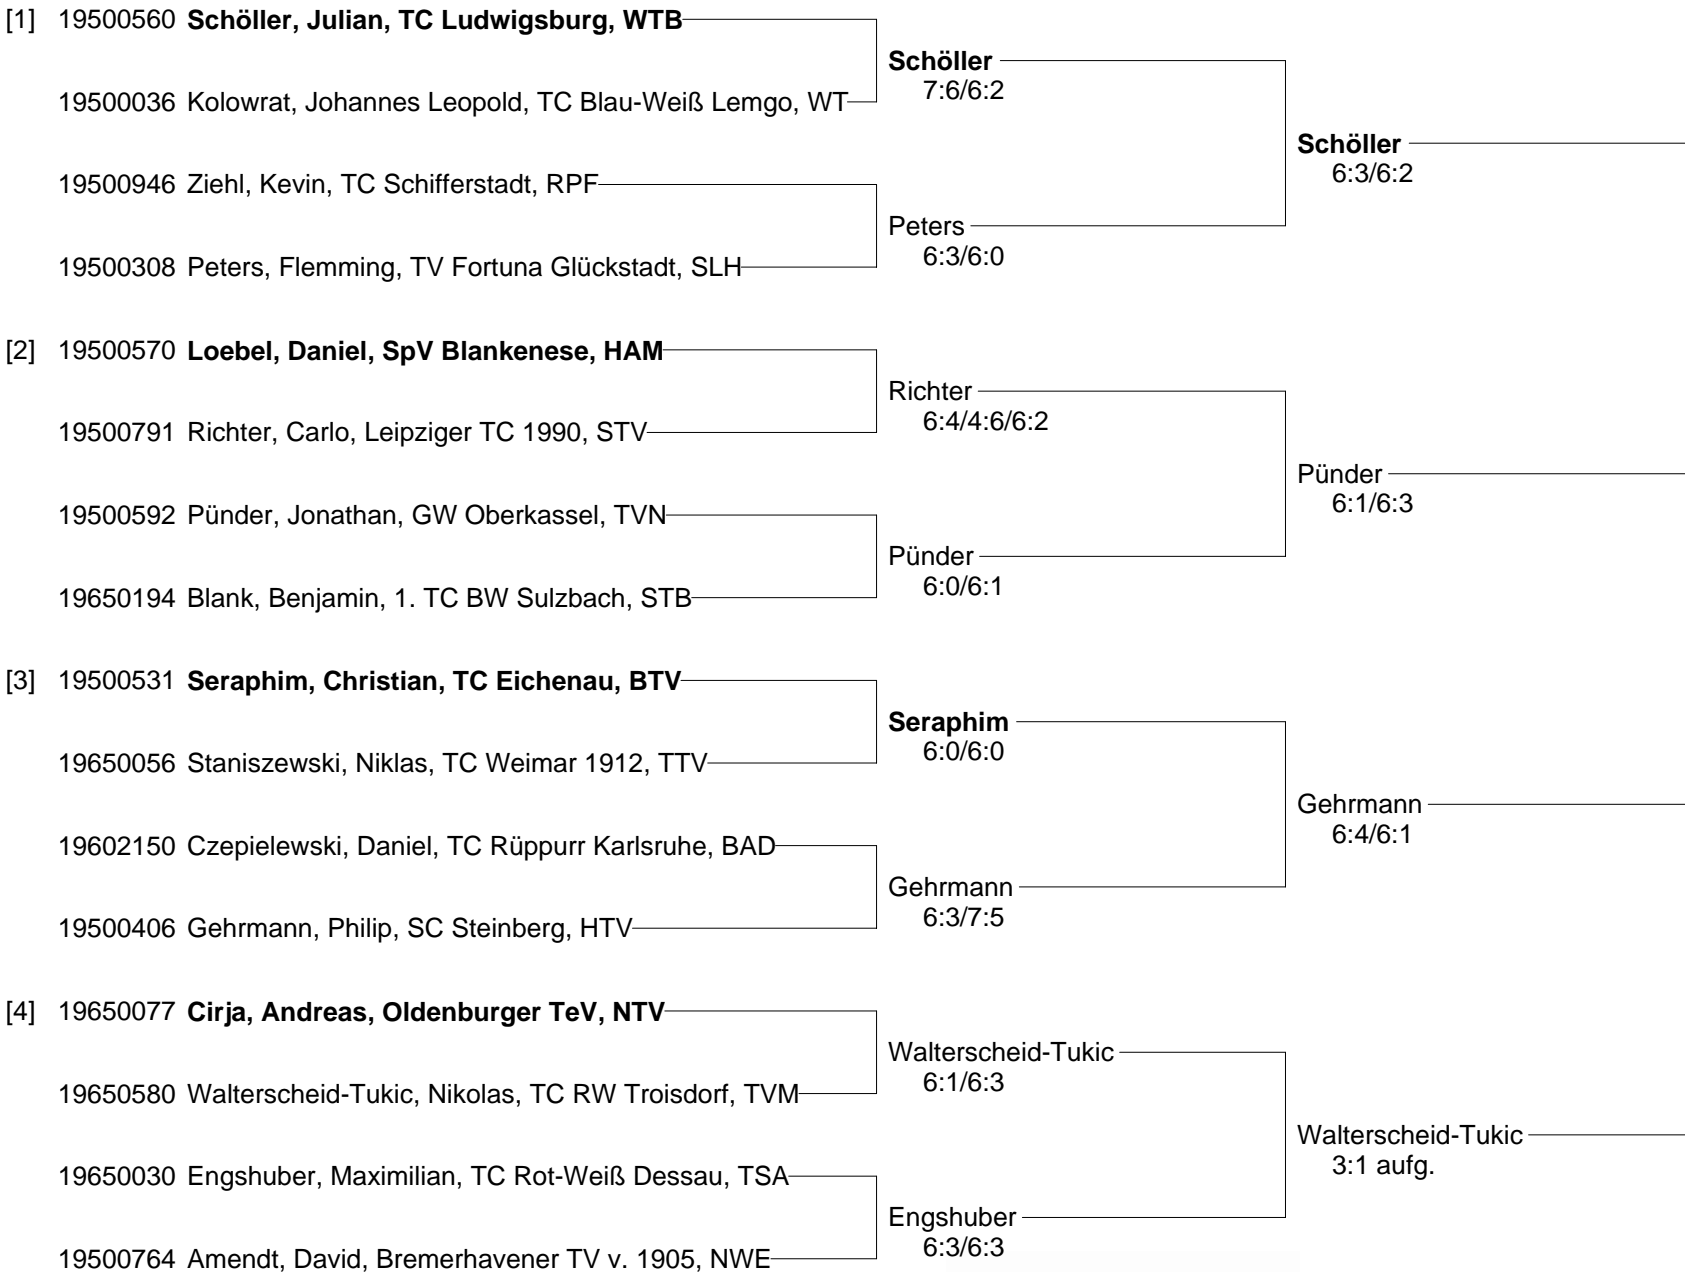 [1] 19500560 Schöller, Julian, TC Ludwigsburg, WTB
Schöller
7:6/6:2
19500036 Kolowrat, Johannes Leopold, TC Blau-Weiß Lemgo, WT
Schöller
6:3/6:2
19500946 Ziehl, Kevin, TC Schifferstadt, RPF
Peters
6:3/6:0
19500308 Peters, Flemming, TV Fortuna Glückstadt, SLH
[2] 19500570 Loebel, Daniel, SpV Blankenese, HAM
Richter
6:4/4:6/6:2
19500791 Richter, Carlo, Leipziger TC 1990, STV
Pünder
6:1/6:3
19500592 Pünder, Jonathan, GW Oberkassel, TVN
Pünder
6:0/6:1
19650194 Blank, Benjamin, 1. TC BW Sulzbach, STB
[3] 19500531 Seraphim, Christian, TC Eichenau, BTV
Seraphim
6:0/6:0
19650056 Staniszewski, Niklas, TC Weimar 1912, TTV
Gehrmann
6:4/6:1
19602150 Czepielewski, Daniel, TC Rüppurr Karlsruhe, BAD
Gehrmann
6:3/7:5
19500406 Gehrmann, Philip, SC Steinberg, HTV
[4] 19650077 Cirja, Andreas, Oldenburger TeV, NTV
Walterscheid-Tukic
6:1/6:3
19650580 Walterscheid-Tukic, Nikolas, TC RW Troisdorf, TVM
Walterscheid-Tukic
3:1 aufg.
19650030 Engshuber, Maximilian, TC Rot-Weiß Dessau, TSA
Engshuber
6:3/6:3
19500764 Amendt, David, Bremerhavener TV v. 1905, NWE